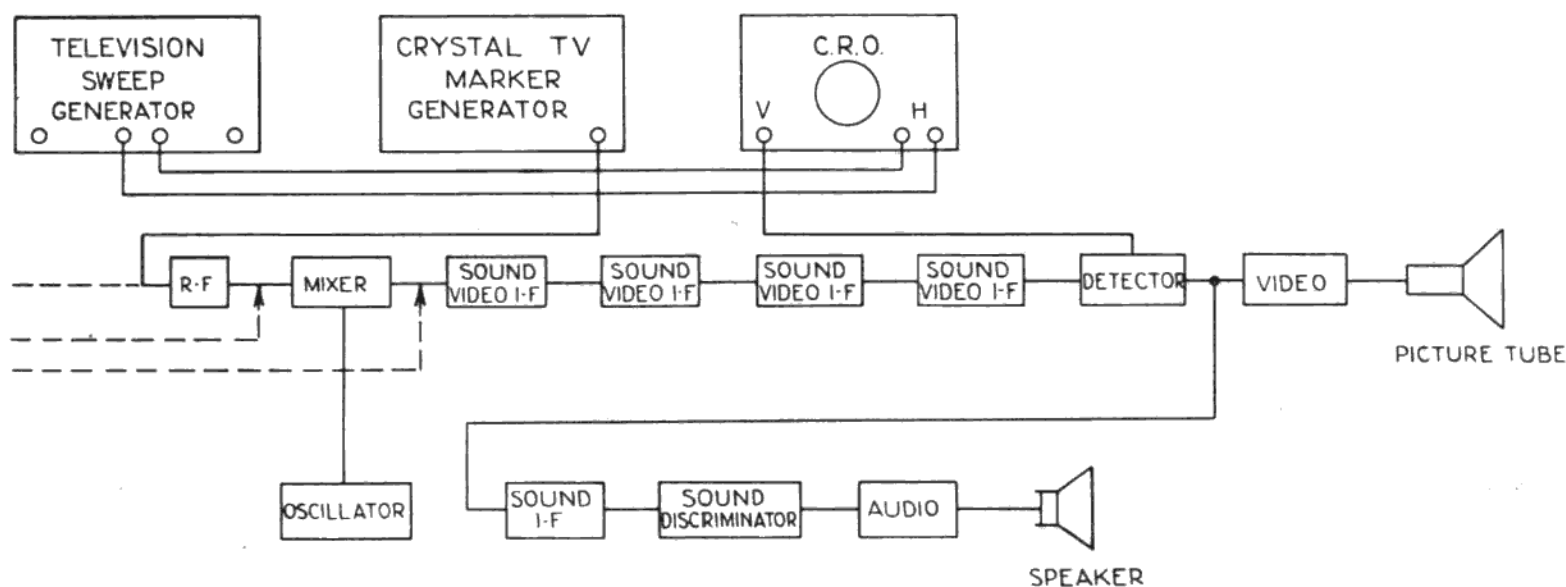 TELEVISION
SWEEP
GENERATOR
CRYSTAL TV
MARKER
GENERATOR
C.R.O.
V
H
R-F
MIXER
SOUND
VIDEO I-F
SOUND
VIDEO I-F
SOUND
VIDEO I-F
SOUND
VIDEO I-F
DETECTOR
VIDEO
PICTURE TUBE
OSCILLATOR
SOUND
I-F
SOUND
DISCRIMINATOR
AUDIO
SPEAKER